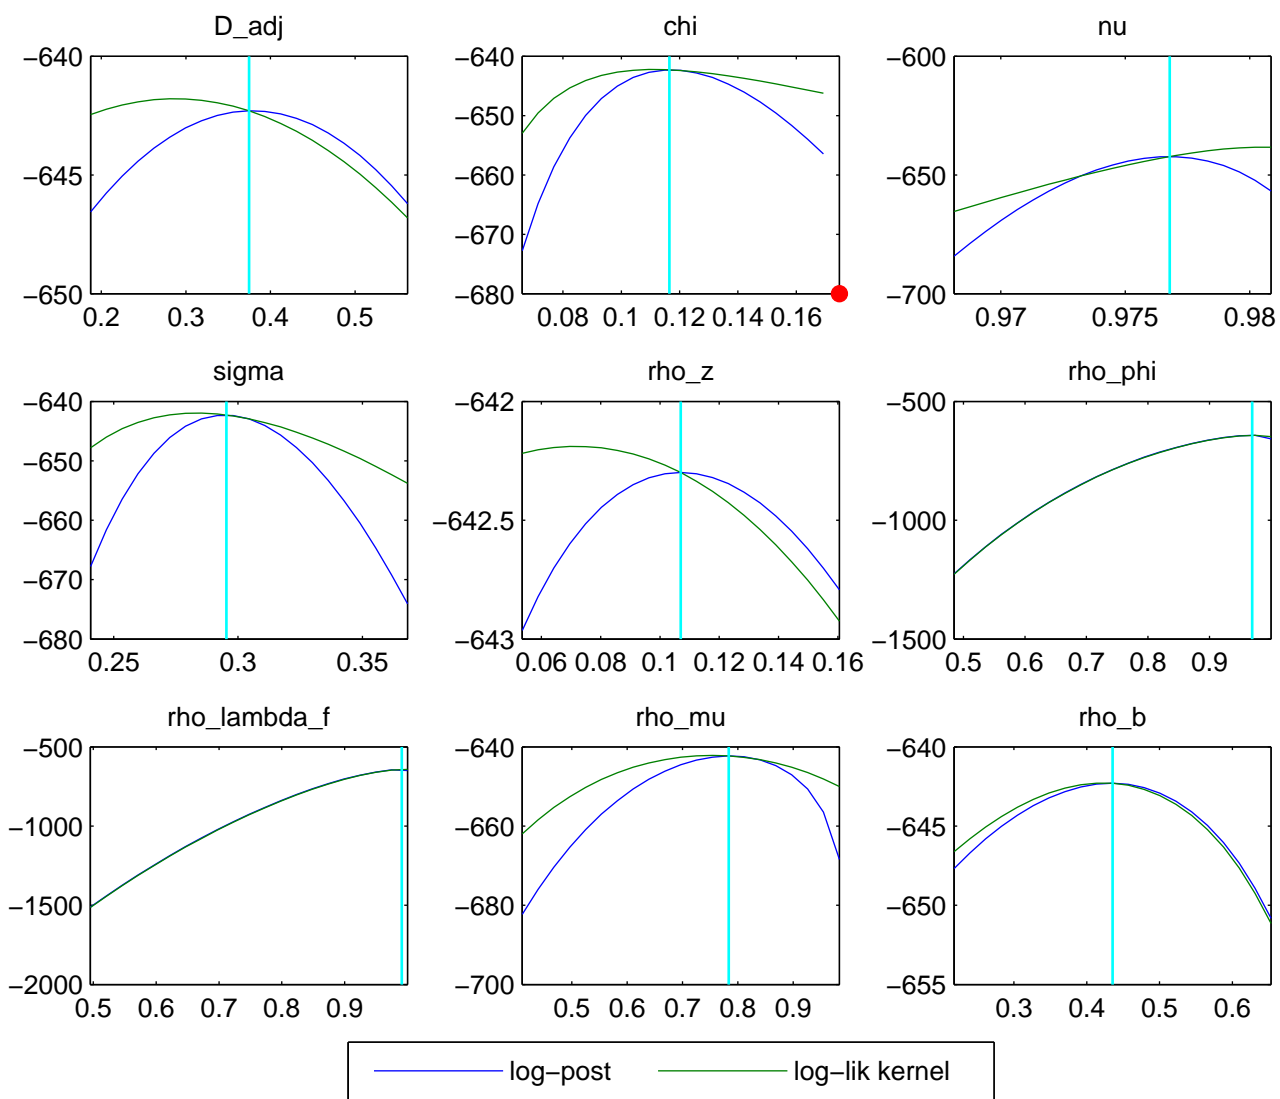 D_adj chi nu
−640 −640 −600
−645 −650 −650
−660
−670
−650 −680 −700
0.2 0.3 0.4 0.5 0.08 0.1 0.12 0.14 0.16 0.97 0.975 0.98
sigma rho_z rho_phi
−640 −642 −500
−650 −642.5 −1000
−660
−670
−680 −643 −1500
0.25 0.3 0.35 0.06 0.08 0.1 0.12 0.14 0.16 0.5 0.6 0.7 0.8 0.9
rho_lambda_f rho_mu rho_b
−500 −640 −640
−1000 −660 −645
−1500 −680 −650
−2000 −700 −655
0.5 0.6 0.7 0.8 0.9 0.5 0.6 0.7 0.8 0.9 0.3 0.4 0.5 0.6
log−post log−lik kernel